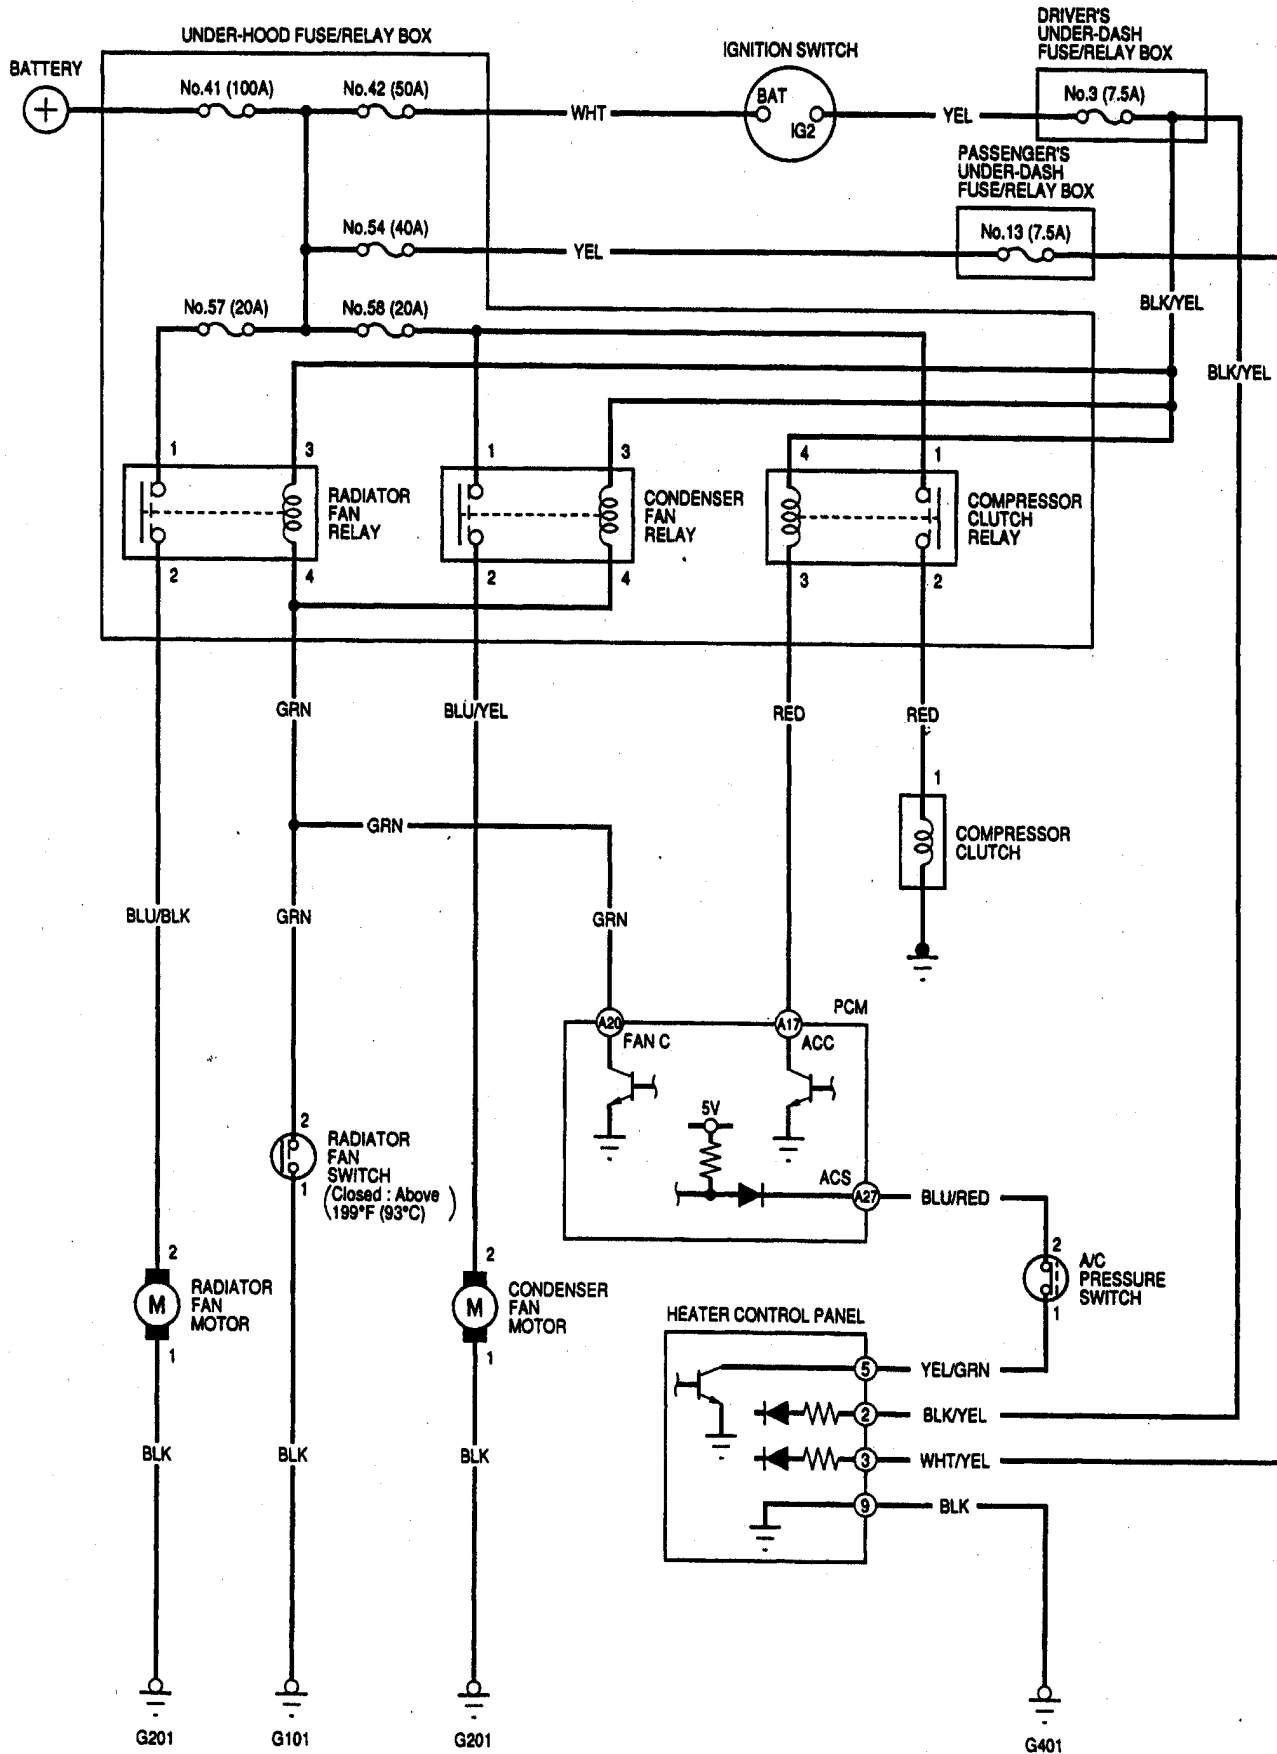 DRIVER'S
UNDER-DASH
FUSE/RELAY BOX
UNDER-HOOD FUSE/RELAY BOX
IGNITION SWITCH
BATTERY
No.41 (100A)
No.42 (50A)
BAT
IG2
No.3 (7.5A)
WHT
YEL
PASSENGER'S
UNDER-DASH
FUSE/RELAY BOX
No.54 (40A)
YEL
No.13 (7.5A)
No.57 (20A)
No.58 (20A)
BLK/YEL
BLK/YEL
1
3
1
3
4
1
RADIATOR
FAN
RELAY
CONDENSER
FAN
RELAY
COMPRESSOR
CLUTCH
RELAY
2
4
2
4
3
2
GRN
BLU/YEL
RED
RED
1
COMPRESSOR
CLUTCH
GRN
BLU/BLK
GRN
GRN
PCM
A20
FAN C
A17
ACC
5V
ACS
A27
BLU/RED
2
RADIATOR
FAN
SWITCH
(Closed : Above
199°F (93°C) )
1
2
A/C
PRESSURE
SWITCH
1
2
M
RADIATOR
FAN
MOTOR
1
2
M
CONDENSER
FAN
MOTOR
1
HEATER CONTROL PANEL
5
YEL/GRN
2
BLK/YEL
3
WHT/YEL
9
BLK
BLK
BLK
BLK
G201
G101
G201
G401